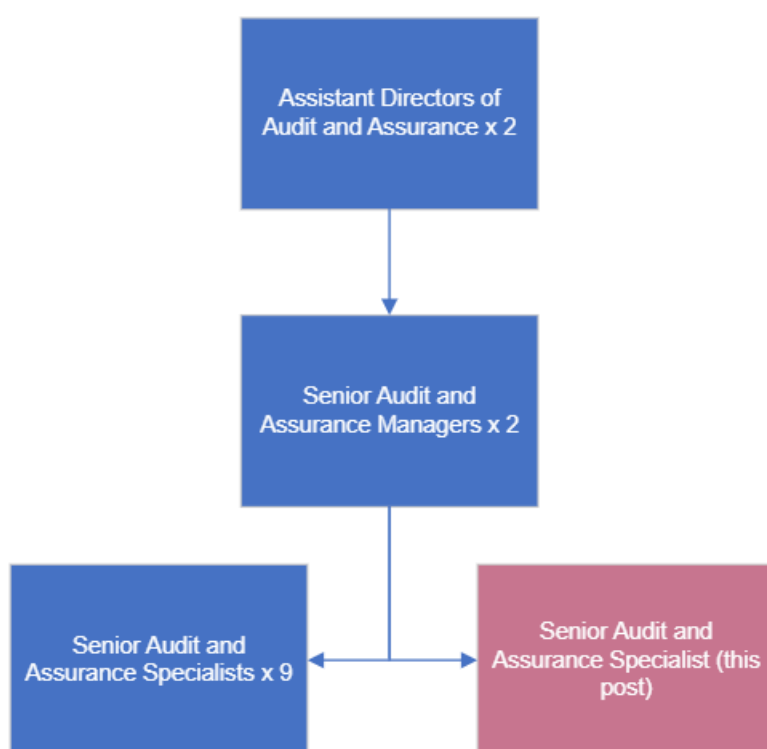 Assistant Directors of
Audit and Assurance x 2
Senior Audit and
Assurance Managers x 2
Senior Audit and
Assurance Specialists x 9
Senior Audit and
Assurance Specialist (this
post)